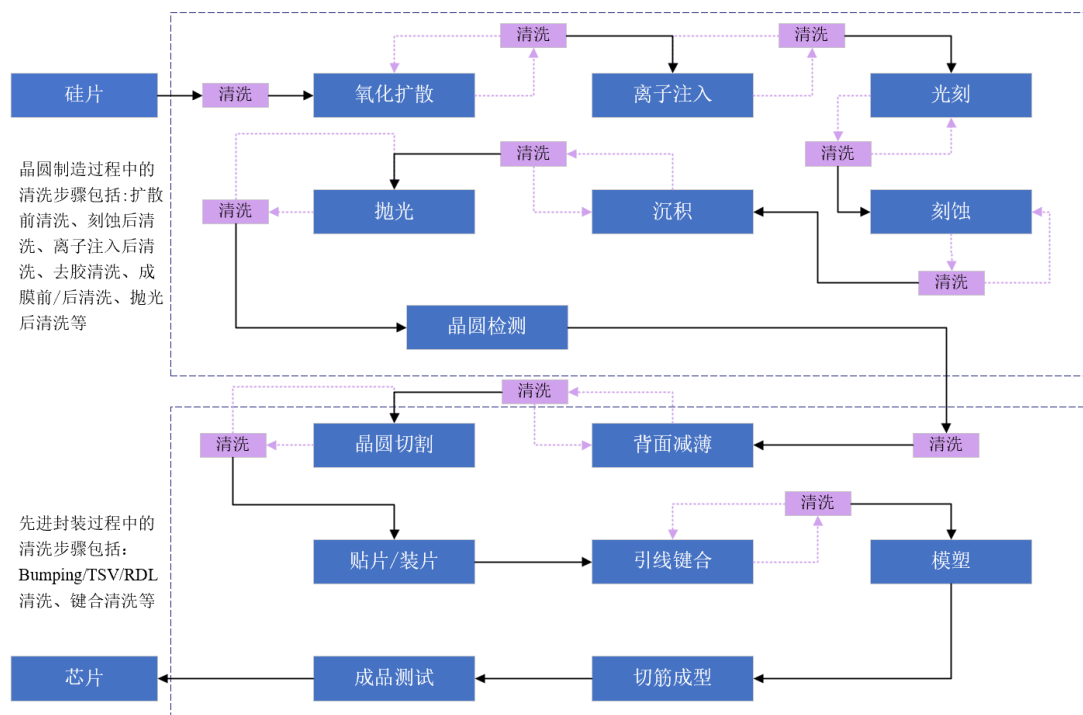 清洗
清洗
硅片
清洗
氧化扩散
离子注入
光刻
清洗
清洗
晶圆制造过程中的
清洗步骤包括:扩散
前清洗、刻蚀后清
洗、离子注入后清
洗、去胶清洗、成
膜前/后清洗、抛光
后清洗等
清洗
抛光
沉积
刻蚀
清洗
晶圆检测
清洗
清洗
晶圆切割
背面减薄
清洗
清洗
先进封装过程中的
清洗步骤包括:
Bumping/TSV/RDL
清洗、键合清洗等
贴片/装片
引线键合
模塑
芯片
成品测试
切筋成型